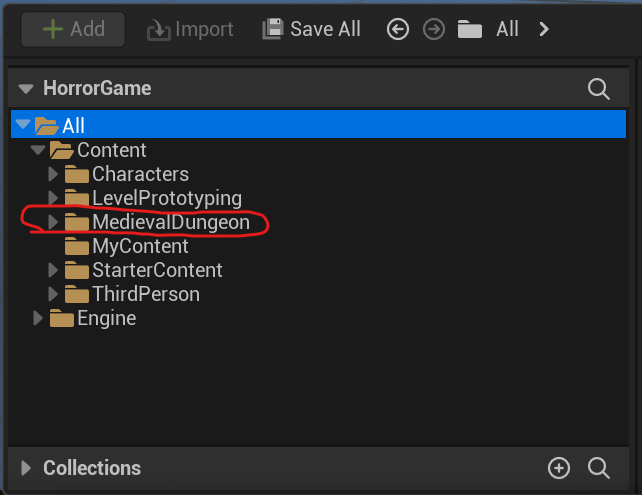 Add Import Save All All
HorrorGame
All
Content
Characters
LevelPrototyping
MedievalDungeon
MyContent
StarterContent
ThirdPerson
Engine
Collections